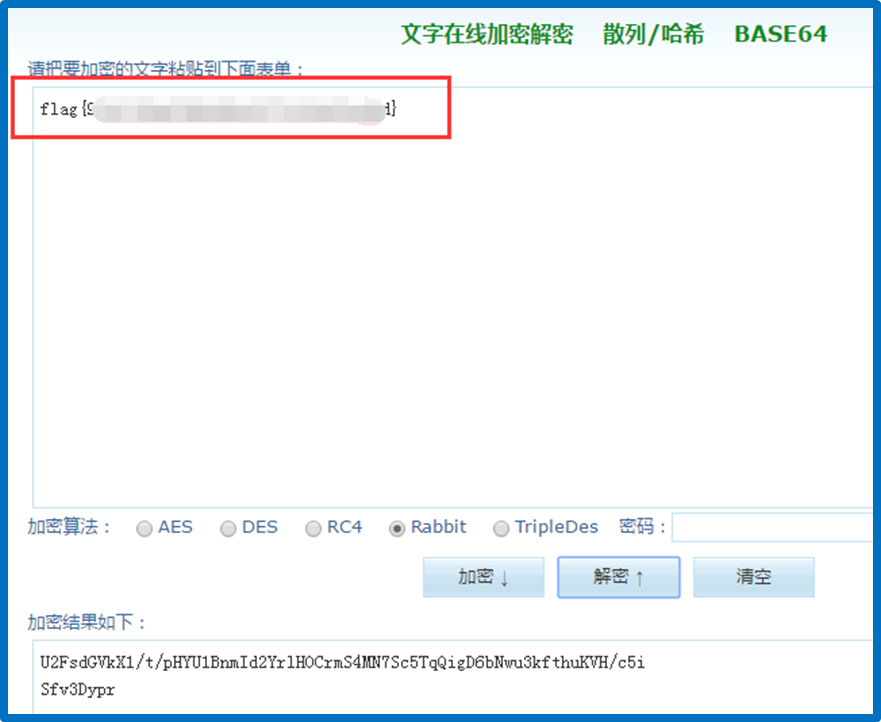 文字在线加密解密 散列/哈希 BASE64
请把要加密的文字粘贴到下面表单：
flag{9 d}
加密算法： AES DES RC4 Rabbit TripleDes 密码：
加密↓ 解密↑ 清空
加密结果如下：
U2FsdGVkX1/t/pHYU1BnmId2YrlHOCrmS4MN7Sc5TqQigD6bNwu3kfthuKVH/c5i
Sfv3Dypr